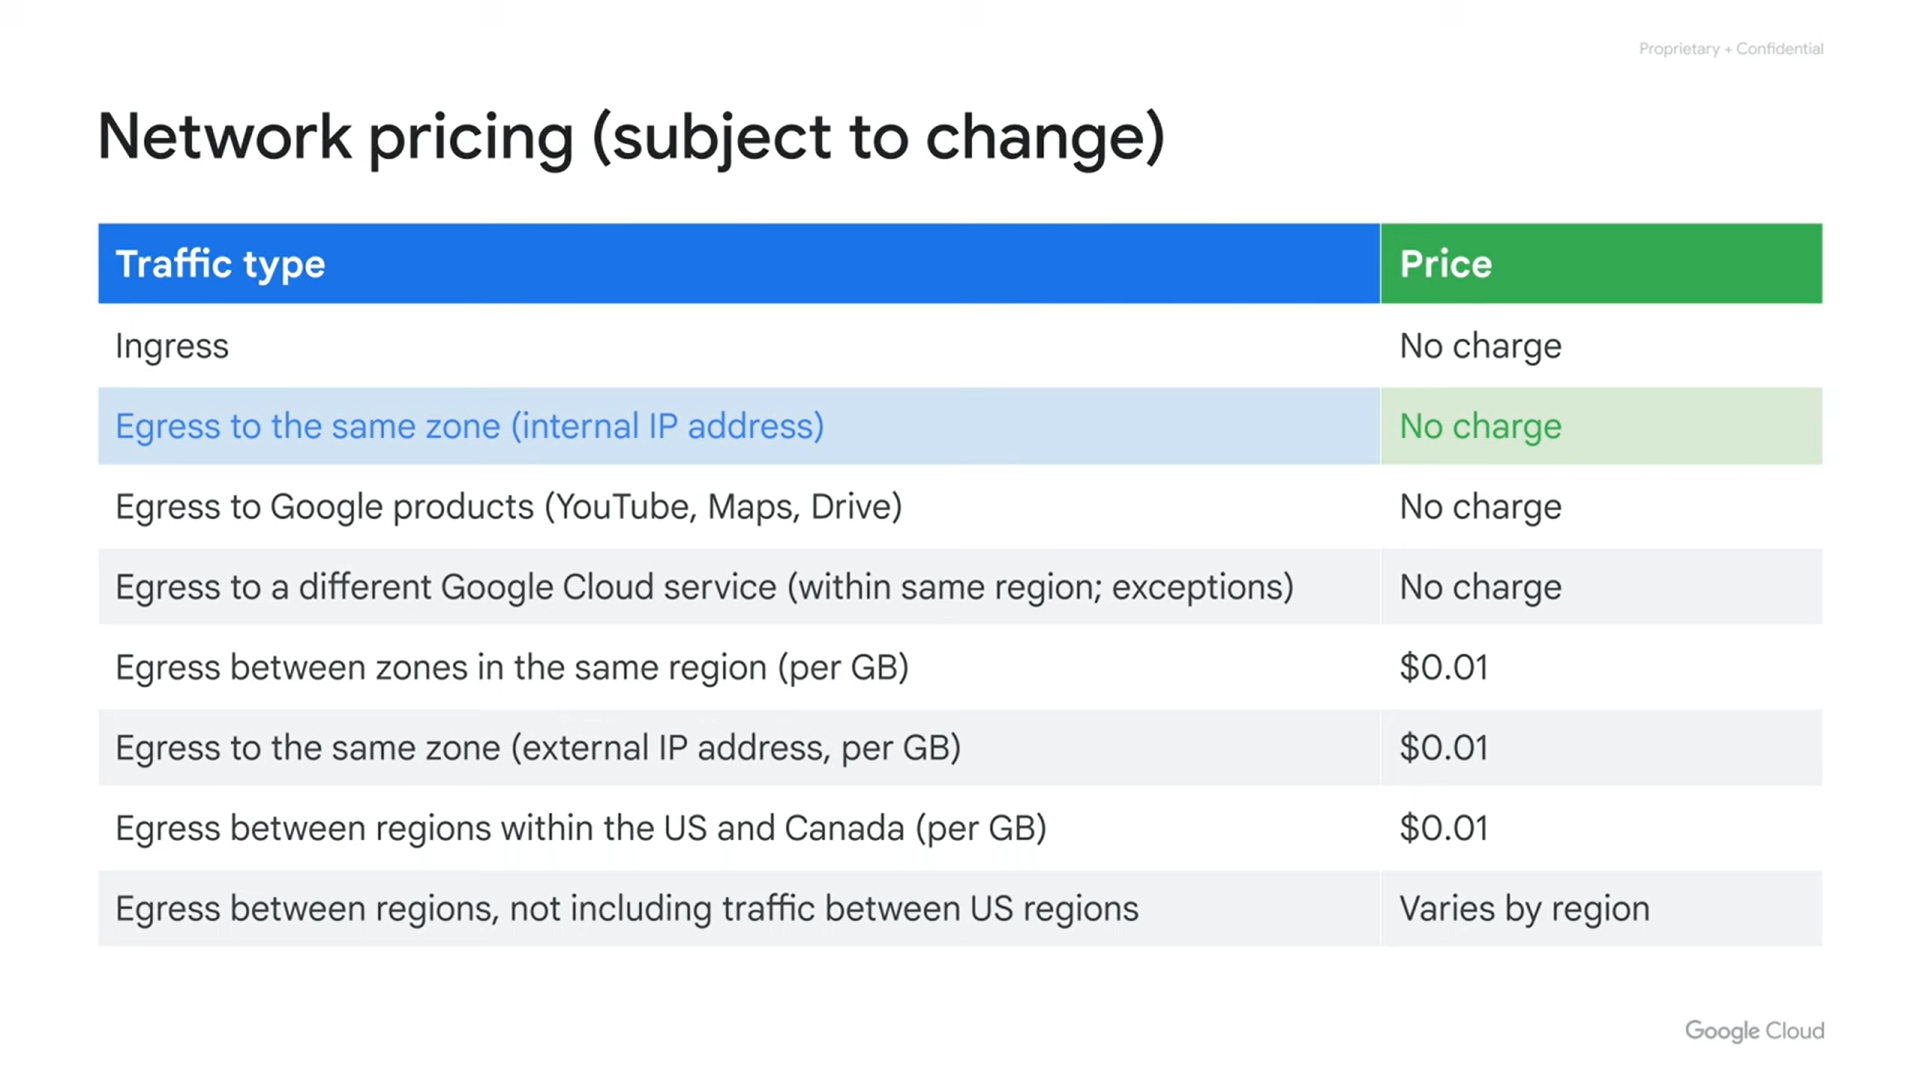 Proprietary + Confidential
Network pricing (subject to change)
Traffic type Price
Ingress No charge
Egress to the same zone (internal IP address) No charge
Egress to Google products (YouTube, Maps, Drive) No charge
Egress to a different Google Cloud service (within same region; exceptions) No charge
Egress between zones in the same region (per GB) $0.01
Egress to the same zone (external IP address, per GB) $0.01
Egress between regions within the US and Canada (per GB) $0.01
Egress between regions, not including traffic between US regions Varies by region
Google Cloud